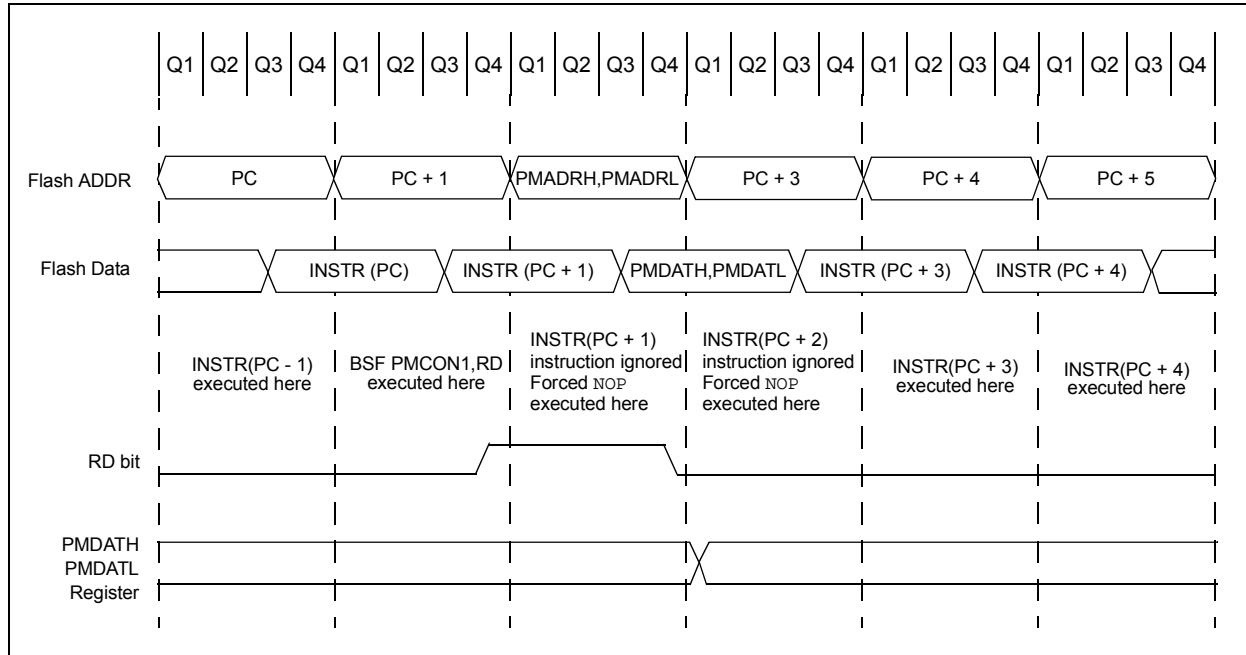 Q1 Q2 Q3 Q4 Q1 Q2 Q3 Q4 Q1 Q2 Q3 Q4 Q1 Q2 Q3 Q4 Q1 Q2 Q3 Q4 Q1 Q2 Q3 Q4
Flash ADDR PC PC + 1 PMADRH,PMADRL PC + 3 PC + 4 PC + 5
Flash Data INSTR (PC) INSTR (PC + 1) PMDATH,PMDATL INSTR (PC + 3) INSTR (PC + 4)
INSTR(PC - 1)
executed here
BSF PMCON1,RD
executed here
INSTR(PC + 1)
instruction ignored
Forced NOP
executed here
INSTR(PC + 2)
instruction ignored
Forced NOP
executed here
INSTR(PC + 3)
executed here
INSTR(PC + 4)
executed here
RD bit
PMDATH
PMDATL
Register